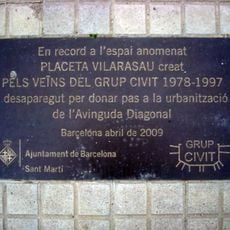 En record a l'espai anomenat
PLACETA VILARASAU creat
PELS VEÏNS DEL GRUP CIVIT 1978-1997
desaparegut per donar pas a la urbanització
de l'Avinguda Diagonal
Barcelona abril de 2009
Ajuntament de Barcelona
Sant Martí
GRUP
CIVIT